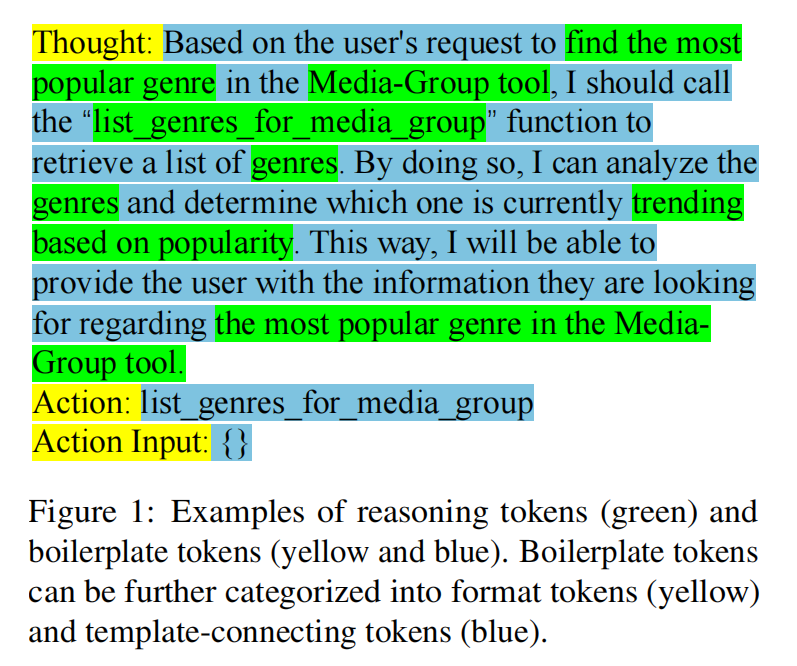 Thought: Based on the user's request to find the most
popular genre in the Media-Group tool, I should call
the “list_genres_for_media_group” function to
retrieve a list of genres. By doing so, I can analyze the
genres and determine which one is currently trending
based on popularity. This way, I will be able to
provide the user with the information they are looking
for regarding the most popular genre in the Media-
Group tool.
Action: list_genres_for_media_group
Action Input: {}
Figure 1: Examples of reasoning tokens (green) and
boilerplate tokens (yellow and blue). Boilerplate tokens
can be further categorized into format tokens (yellow)
and template-connecting tokens (blue).